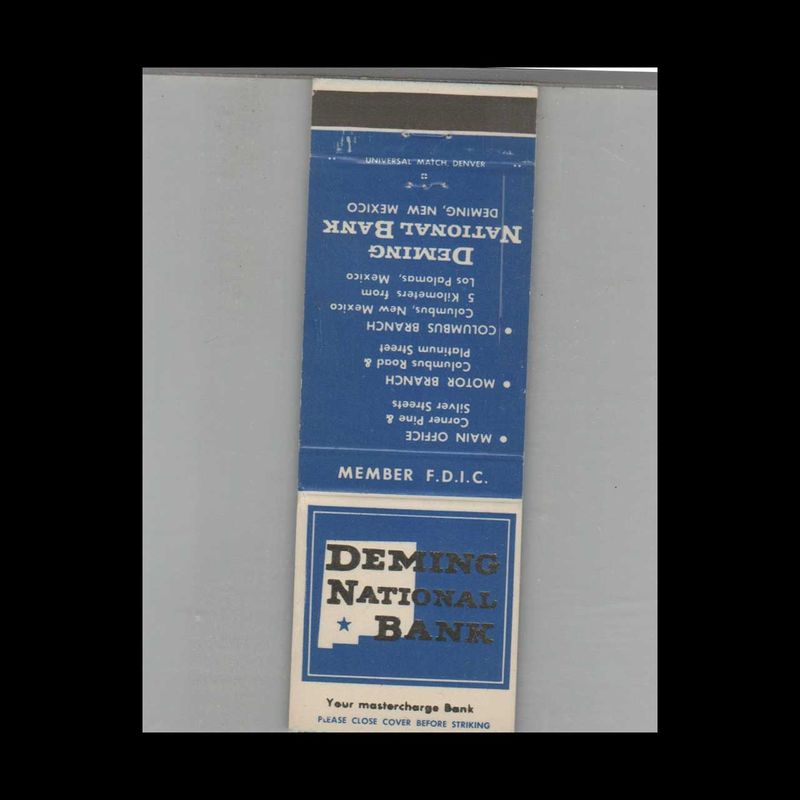 UNIVERSAL MATCH, DENVER
DEMING
NATIONAL BANK
DEMING, NEW MEXICO
• MAIN OFFICE
Corner Pine &
Silver Streets
• MOTOR BRANCH
Columbus Road &
Platinum Street
• COLUMBUS BRANCH
Columbus, New Mexico
5 Kilometers from
Los Palomas, Mexico
MEMBER F.D.I.C.
DEMING
NATIONAL
BANK
Your mastercharge Bank
PLEASE CLOSE COVER BEFORE STRIKING